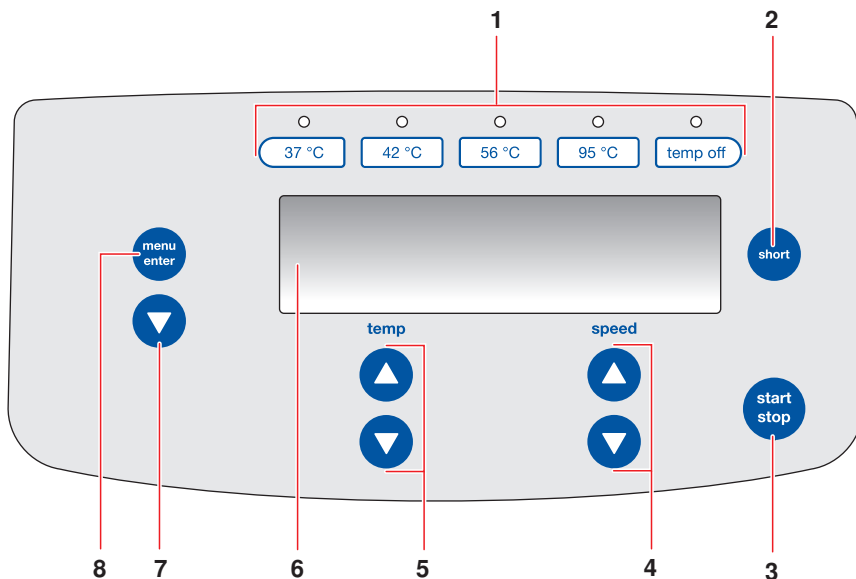 1
2
37 °C 42 °C 56 °C 95 °C temp off
menu
enter
short
temp speed
start
stop
8 7 6 5 4 3